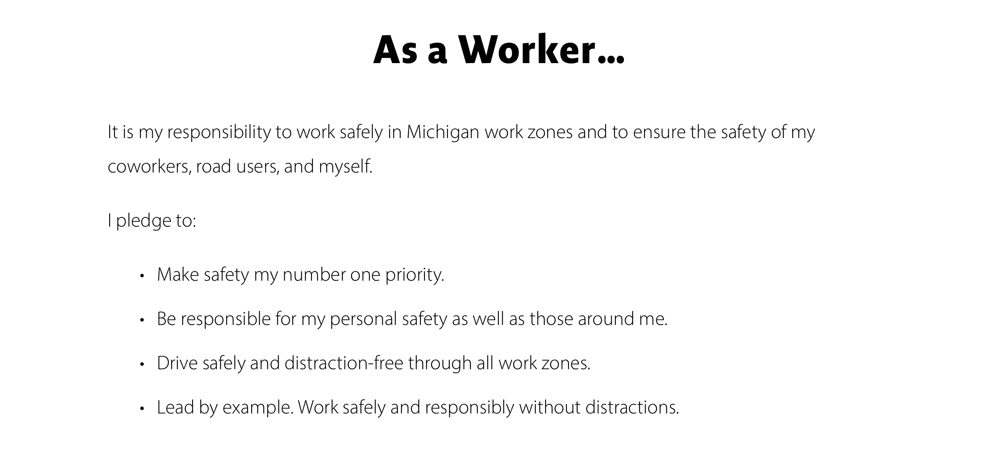 As a Worker...
It is my responsibility to work safely in Michigan work zones and to ensure the safety of my
coworkers, road users, and myself.
I pledge to:
• Make safety my number one priority.
• Be responsible for my personal safety as well as those around me.
• Drive safely and distraction-free through all work zones.
• Lead by example. Work safely and responsibly without distractions.